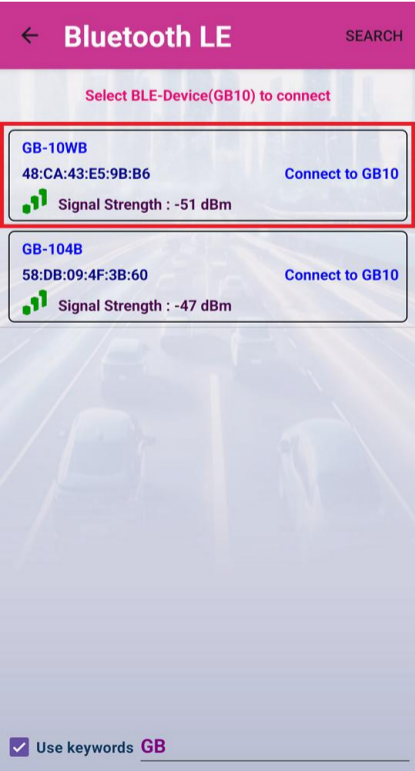 Bluetooth LE
SEARCH
Select BLE-Device(GB10) to connect
GB-10WB
48:CA:43:E5:9B:B6
Connect to GB10
Signal Strength : -51 dBm
GB-104B
58:DB:09:4F:3B:60
Connect to GB10
Signal Strength : -47 dBm
Use keywords GB